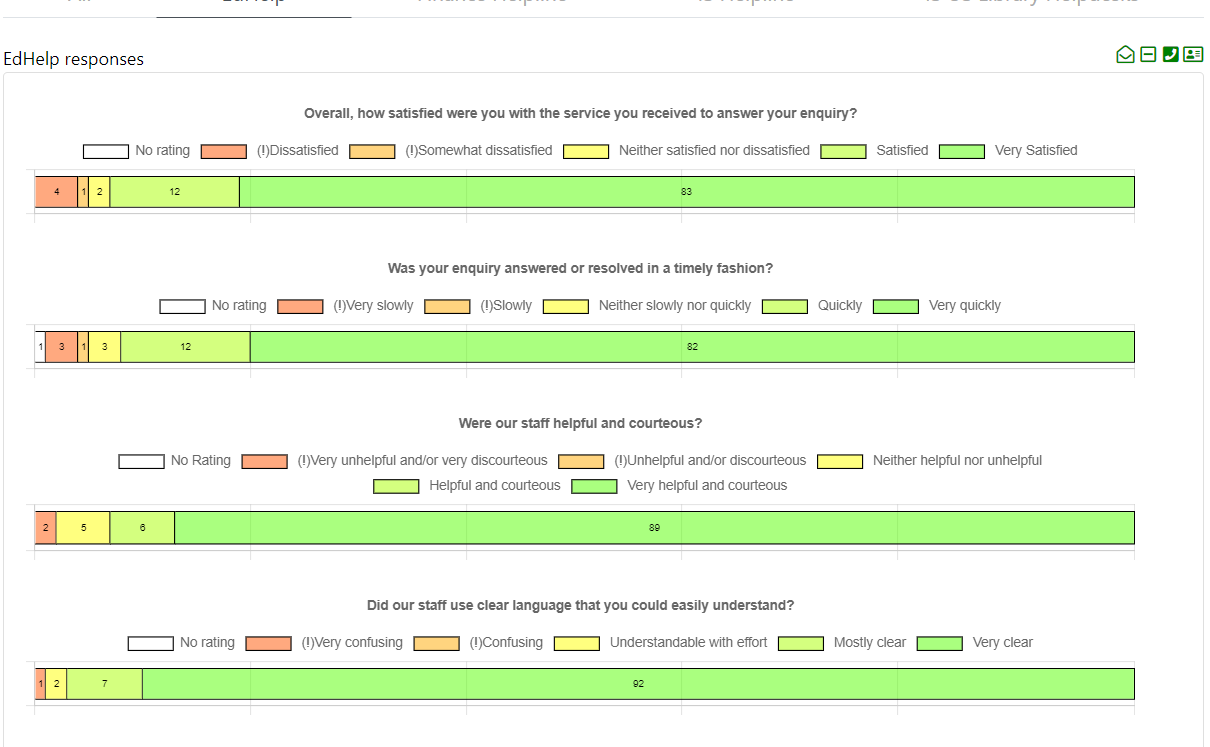 EdHelp responses
Overall, how satisfied were you with the service you received to answer your enquiry?
No rating (!)Dissatisfied (!)Somewhat dissatisfied Neither satisfied nor dissatisfied Satisfied Very Satisfied
4 1 2 12 83
Was your enquiry answered or resolved in a timely fashion?
No rating (!)Very slowly (!)Slowly Neither slowly nor quickly Quickly Very quickly
1 3 1 3 12 82
Were our staff helpful and courteous?
No Rating (!)Very unhelpful and/or very discourteous (!)Unhelpful and/or discourteous Neither helpful nor unhelpful
Helpful and courteous Very helpful and courteous
2 5 6 89
Did our staff use clear language that you could easily understand?
No rating (!)Very confusing (!)Confusing Understandable with effort Mostly clear Very clear
1 2 7 92